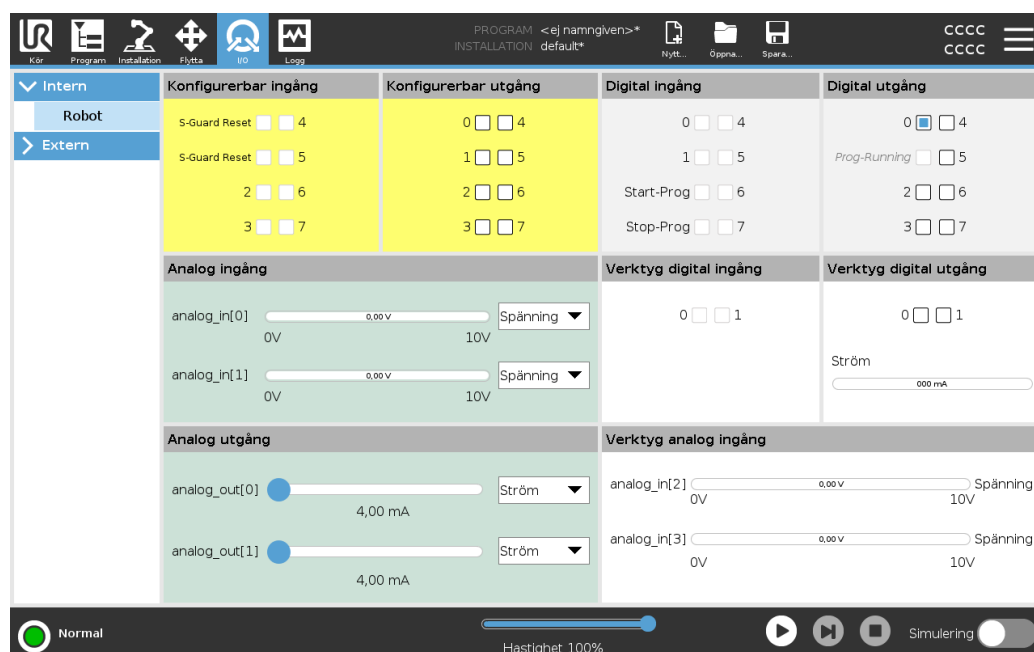 PROGRAM <ej namngiven>*
INSTALLATION default*
cccc
cccc
Kör
Program
Installation
Flytta
I/O
Logg
Nytt...
Öppna...
Spara...
Intern
Robot
Extern
Konfigurerbar ingång
S-Guard Reset 4
S-Guard Reset 5
2 6
3 7
Konfigurerbar utgång
0 4
1 5
2 6
3 7
Digital ingång
0 4
1 5
Start-Prog 6
Stop-Prog 7
Digital utgång
0 4
Prog-Running 5
2 6
3 7
Analog ingång
analog_in[0] 0,00 V Spänning
0V 10V
analog_in[1] 0,00 V Spänning
0V 10V
Verktyg digital ingång
0 1
Verktyg digital utgång
0 1
Ström
000 mA
Analog utgång
analog_out[0] Ström
4,00 mA
analog_out[1] Ström
4,00 mA
Verktyg analog ingång
analog_in[2] 0,00 V Spänning
0V 10V
analog_in[3] 0,00 V Spänning
0V 10V
Normal
Hastighet 100%
Simulering